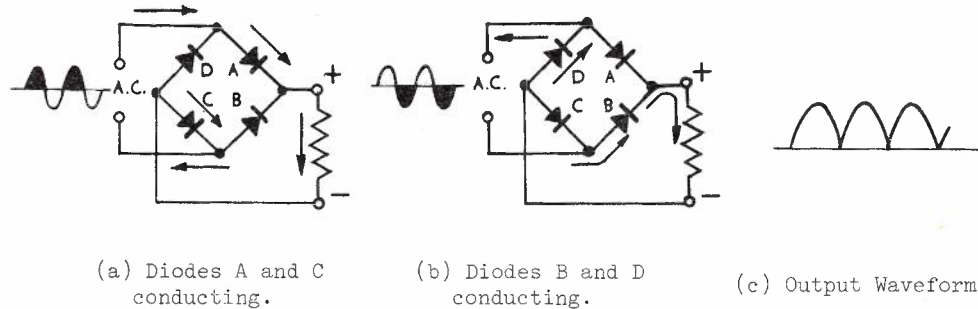 D A
A.C.
C B
+
−
D A
A.C.
C B
+
−
(a) Diodes A and C
conducting.
(b) Diodes B and D
conducting.
(c) Output Waveform